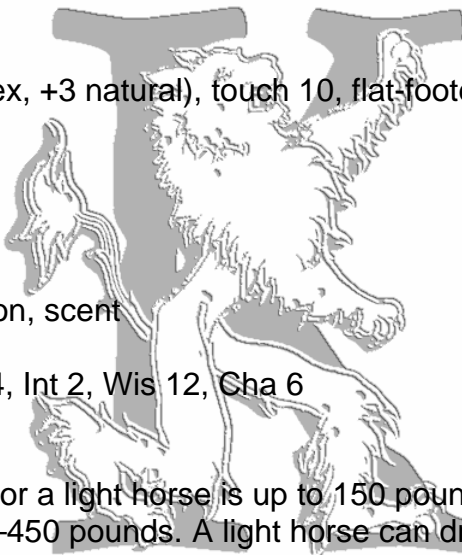 ex, +3 natural), touch 10, flat-foote
on, scent
4, Int 2, Wis 12, Cha 6
or a light horse is up to 150 poun
–450 pounds. A light horse can dr